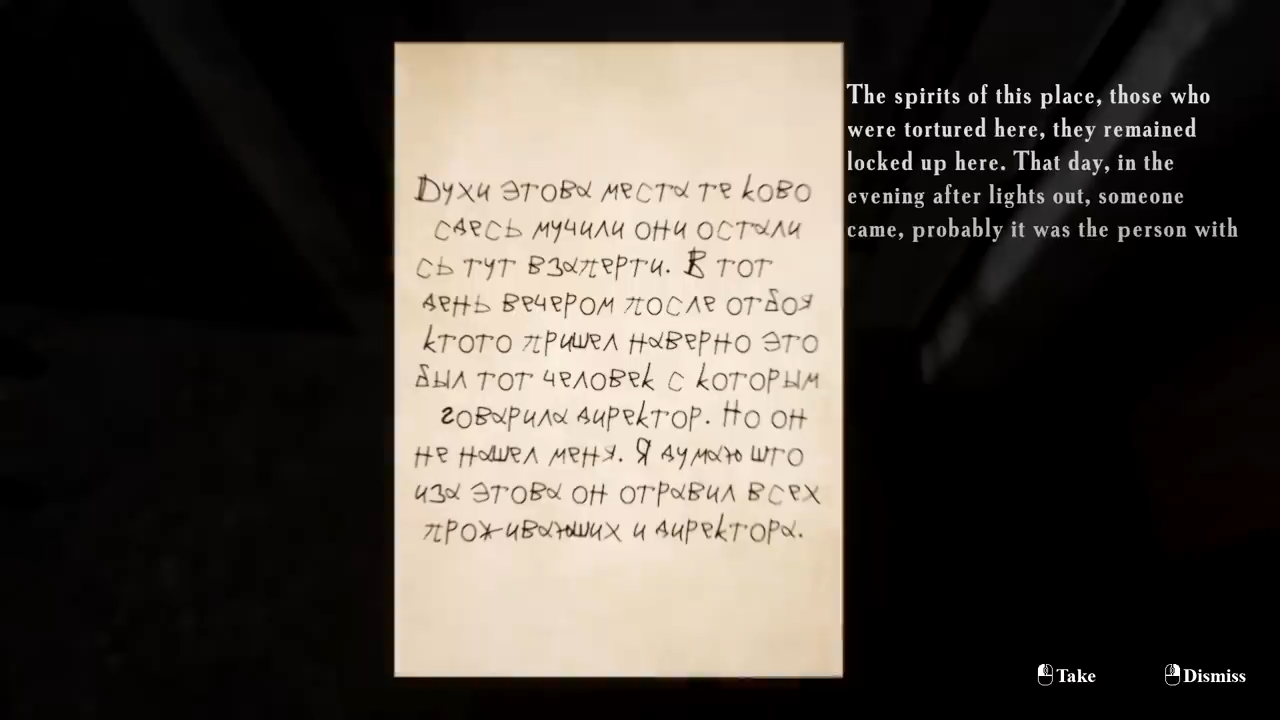 Духи этова места те ково
сдесь мучили они остали
сь тут взаперти. В тот
день вечером после отбоя
ктото пришел наверно это
был тот человек с которым
говарила директор. Но он
не нашел меня. Я думаю што
иза этова он отравил всех
проживаюших и директора.
The spirits of this place, those who
were tortured here, they remained
locked up here. That day, in the
evening after lights out, someone
came, probably it was the person with
Take
Dismiss